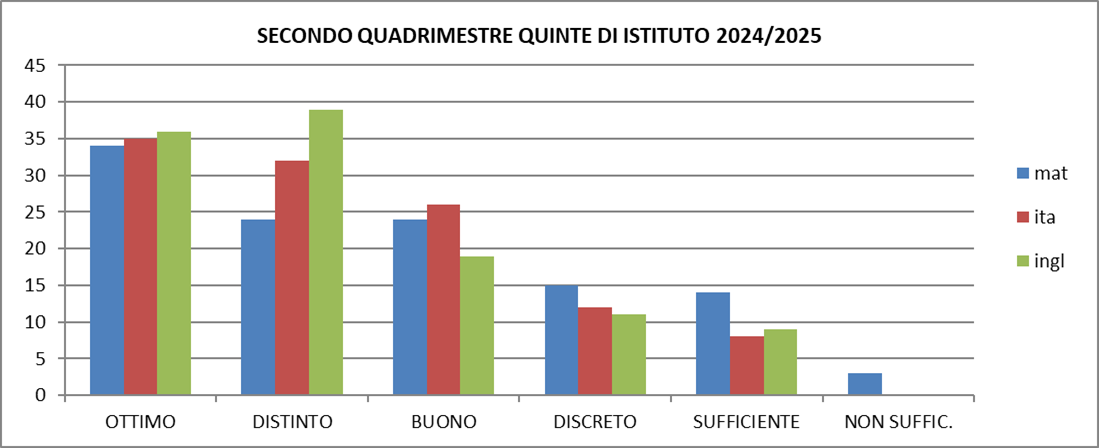 SECONDO QUADRIMESTRE QUINTE DI ISTITUTO 2024/2025
45
40
35
30
25
20
15
10
5
0
OTTIMO DISTINTO BUONO DISCRETO SUFFICIENTE NON SUFFIC.
mat
ita
ingl